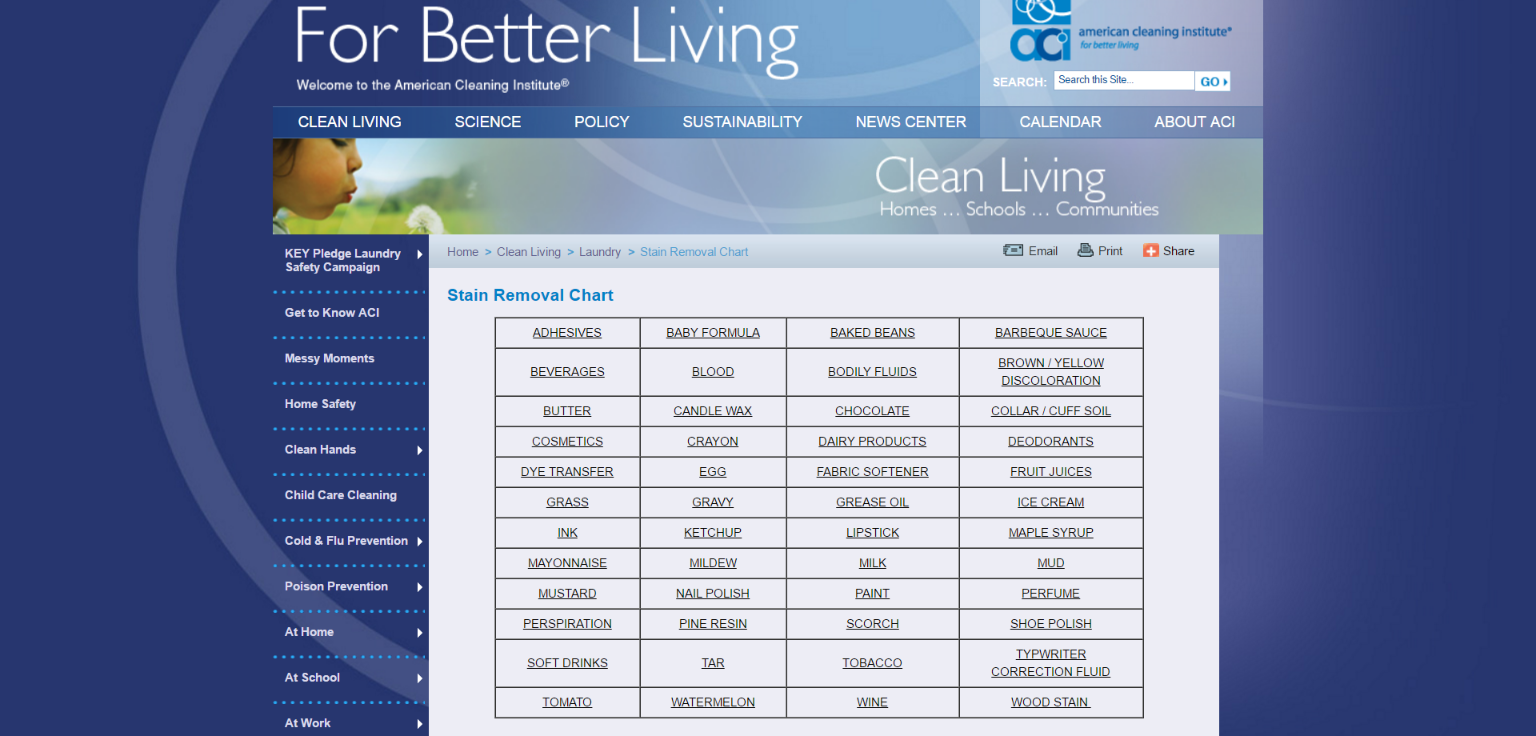 For Better Living
Welcome to the American Cleaning Institute®
aci
american cleaning institute®
for better living
SEARCH: Search this Site... GO
CLEAN LIVING SCIENCE POLICY SUSTAINABILITY NEWS CENTER CALENDAR ABOUT ACI
Clean Living
Homes ... Schools ... Communities
KEY Pledge Laundry
Safety Campaign
Get to Know ACI
Messy Moments
Home Safety
Clean Hands
Child Care Cleaning
Cold & Flu Prevention
Poison Prevention
At Home
At School
At Work
Home > Clean Living > Laundry > Stain Removal Chart
Email Print Share
Stain Removal Chart
ADHESIVES BABY FORMULA BAKED BEANS BARBEQUE SAUCE
BEVERAGES BLOOD BODILY FLUIDS BROWN / YELLOW
DISCOLORATION
BUTTER CANDLE WAX CHOCOLATE COLLAR / CUFF SOIL
COSMETICS CRAYON DAIRY PRODUCTS DEODORANTS
DYE TRANSFER EGG FABRIC SOFTENER FRUIT JUICES
GRASS GRAVY GREASE OIL ICE CREAM
INK KETCHUP LIPSTICK MAPLE SYRUP
MAYONNAISE MILDEW MILK MUD
MUSTARD NAIL POLISH PAINT PERFUME
PERSPIRATION PINE RESIN SCORCH SHOE POLISH
SOFT DRINKS TAR TOBACCO TYPWRITER
CORRECTION FLUID
TOMATO WATERMELON WINE WOOD STAIN